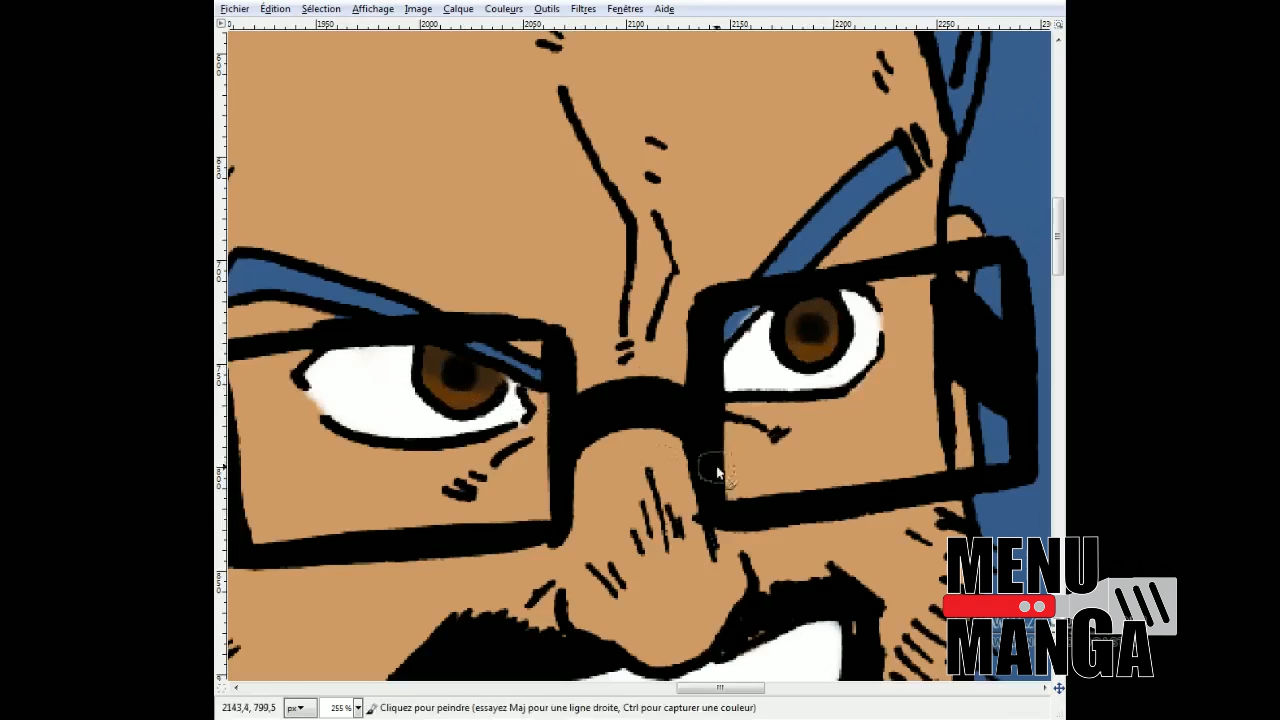 Fichier Édition Sélection Affichage Image Calque Couleurs Outils Filtres Fenêtres Aide
1950 2000 2050 2100 2150 2200 2250
MENU
MANGA
2143,4, 799,5 px 255 % Cliquez pour peindre (essayez Maj pour une ligne droite, Ctrl pour capturer une couleur)